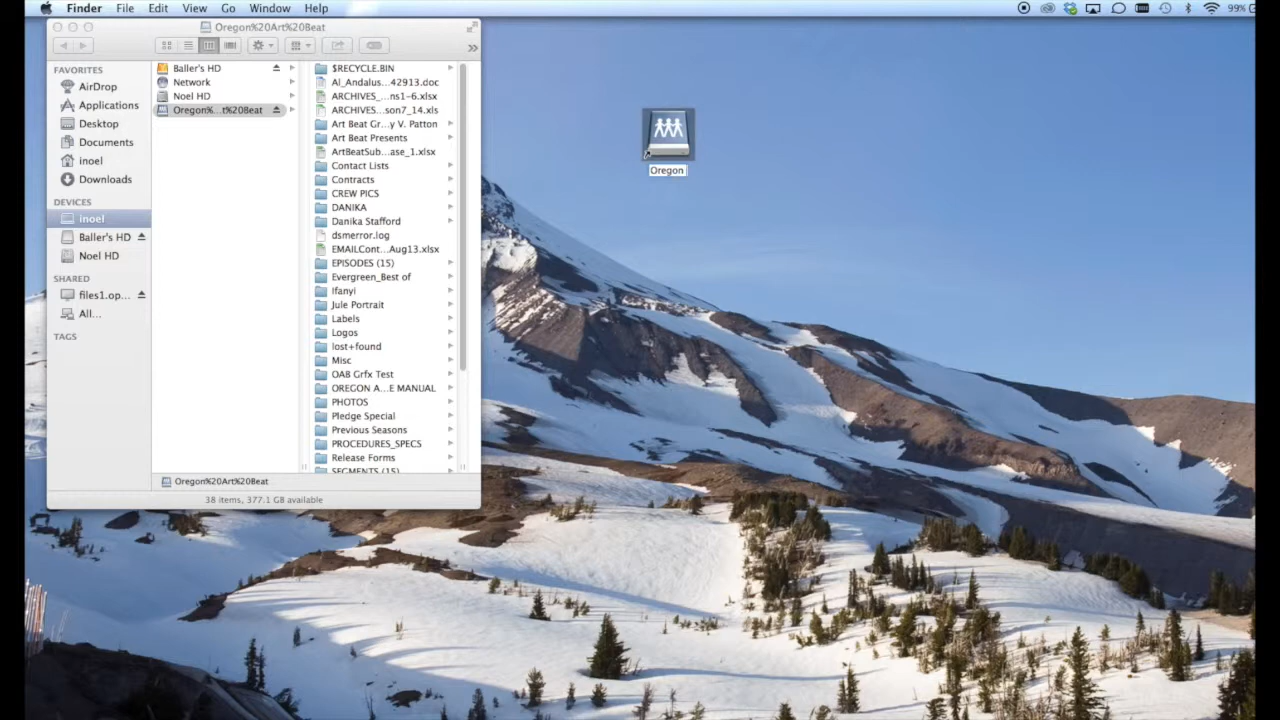 Finder File Edit View Go Window Help 99%
Oregon%20Art%20Beat
FAVORITES
AirDrop
Applications
Desktop
Documents
inoel
Downloads
DEVICES
inoel
Baller's HD
Noel HD
SHARED
files1.op...
All...
TAGS
Baller's HD
Network
Noel HD
Oregon%...t%20Beat
$RECYCLE.BIN
Al_Andalus...42913.doc
ARCHIVES_...ns1-6.xlsx
ARCHIVES...son7_14.xls
Art Beat Gr...y V. Patton
Art Beat Presents
ArtBeatSub...ase_1.xlsx
Contact Lists
Contracts
CREW PICS
DANIKA
Danika Stafford
dsmerror.log
EMAILCont...Aug13.xlsx
EPISODES (15)
Evergreen_Best of
Ifanyi
Jule Portrait
Labels
Logos
lost+found
Misc
OAB Grfx Test
OREGON A...E MANUAL
PHOTOS
Pledge Special
Previous Seasons
PROCEDURES_SPECS
Release Forms
SEGMENTS (15)
Oregon%20Art%20Beat
38 items, 377.1 GB available
Oregon